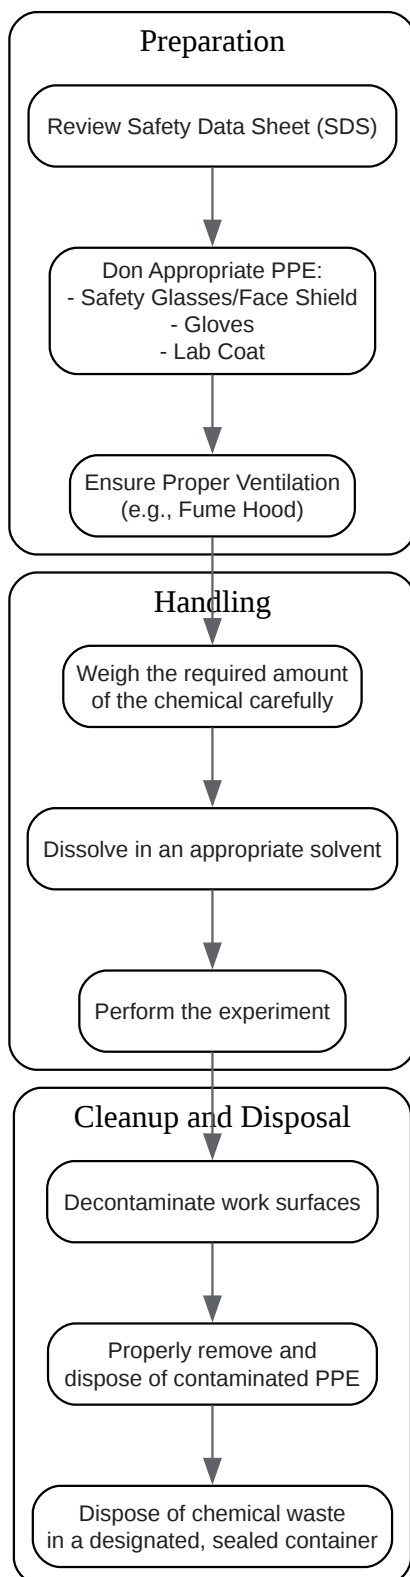 Preparation
Review Safety Data Sheet (SDS)
Don Appropriate PPE:
- Safety Glasses/Face Shield
- Gloves
- Lab Coat
Ensure Proper Ventilation
(e.g., Fume Hood)
Handling
Weigh the required amount
of the chemical carefully
Dissolve in an appropriate solvent
Perform the experiment
Cleanup and Disposal
Decontaminate work surfaces
Properly remove and
dispose of contaminated PPE
Dispose of chemical waste
in a designated, sealed container